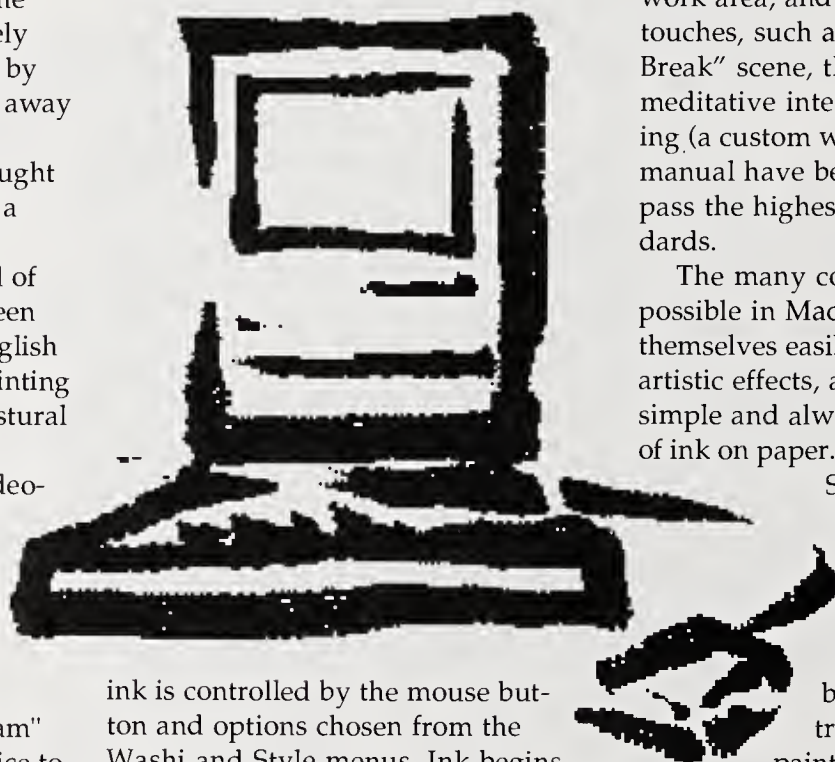 ely
by
away
ught
a
l of
een
glish
inting
stural
deo-
am"
ink is controlled by the mouse but-
ton and options chosen from the
Washi and Style menus. Ink begins
work area, and
touches, such a
Break" scene, th
meditative inte
ing (a custom w
manual have be
pass the highes
dards.
The many co
possible in Mac
themselves easil
artistic effects, a
simple and alw
of ink on paper.
S
b
tr
paint